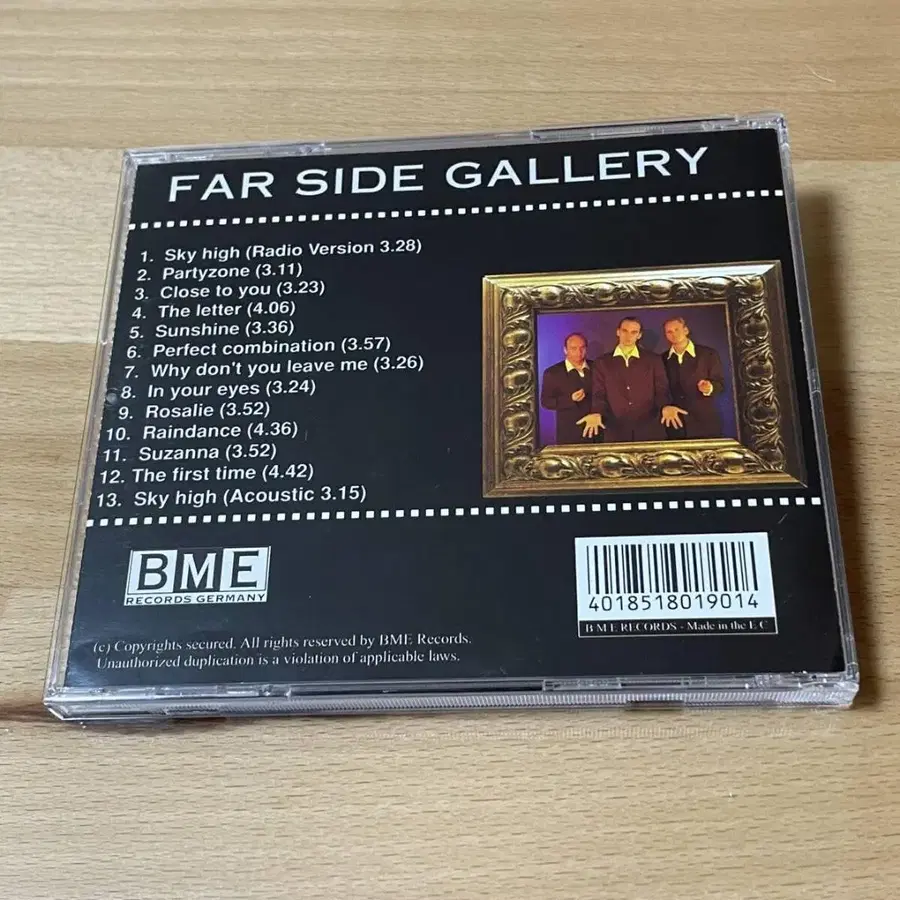 FAR SIDE GALLERY
1. Sky high (Radio Version 3.28)
2. Partyzone (3.11)
3. Close to you (3.23)
4. The letter (4.06)
5. Sunshine (3.36)
6. Perfect combination (3.57)
7. Why don't you leave me (3.26)
8. In your eyes (3.24)
9. Rosalie (3.52)
10. Raindance (4.36)
11. Suzanna (3.52)
12. The first time (4.42)
13. Sky high (Acoustic 3.15)
BME
RECORDS GERMANY
(c) Copyrights secured. All rights reserved by BME Records.
Unauthorized duplication is a violation of applicable laws.
4018518019014
B M E RECORDS - Made in the E C